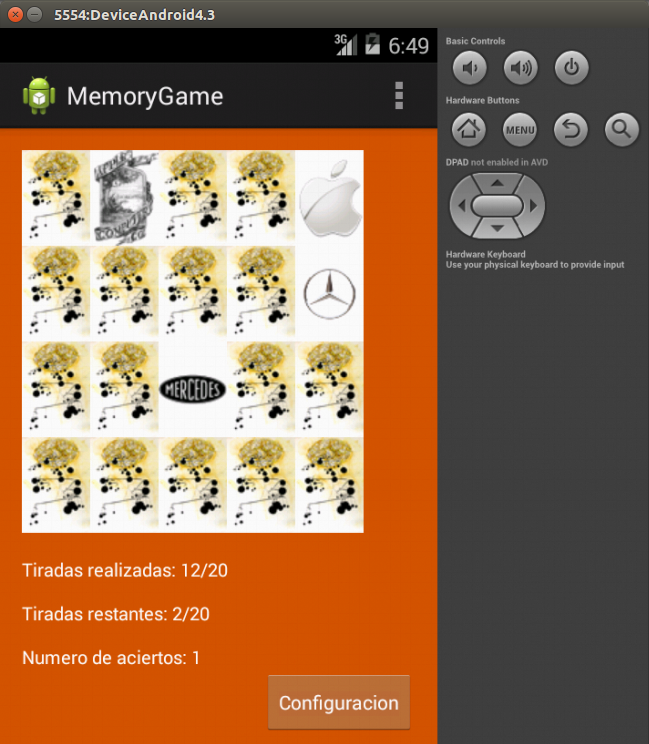 5554:DeviceAndroid4.3
3G 6:49
MemoryGame
MERCEDES
Tiradas realizadas: 12/20
Tiradas restantes: 2/20
Numero de aciertos: 1
Configuracion
Basic Controls
Hardware Buttons
MENU
DPAD not enabled in AVD
Hardware Keyboard
Use your physical keyboard to provide input